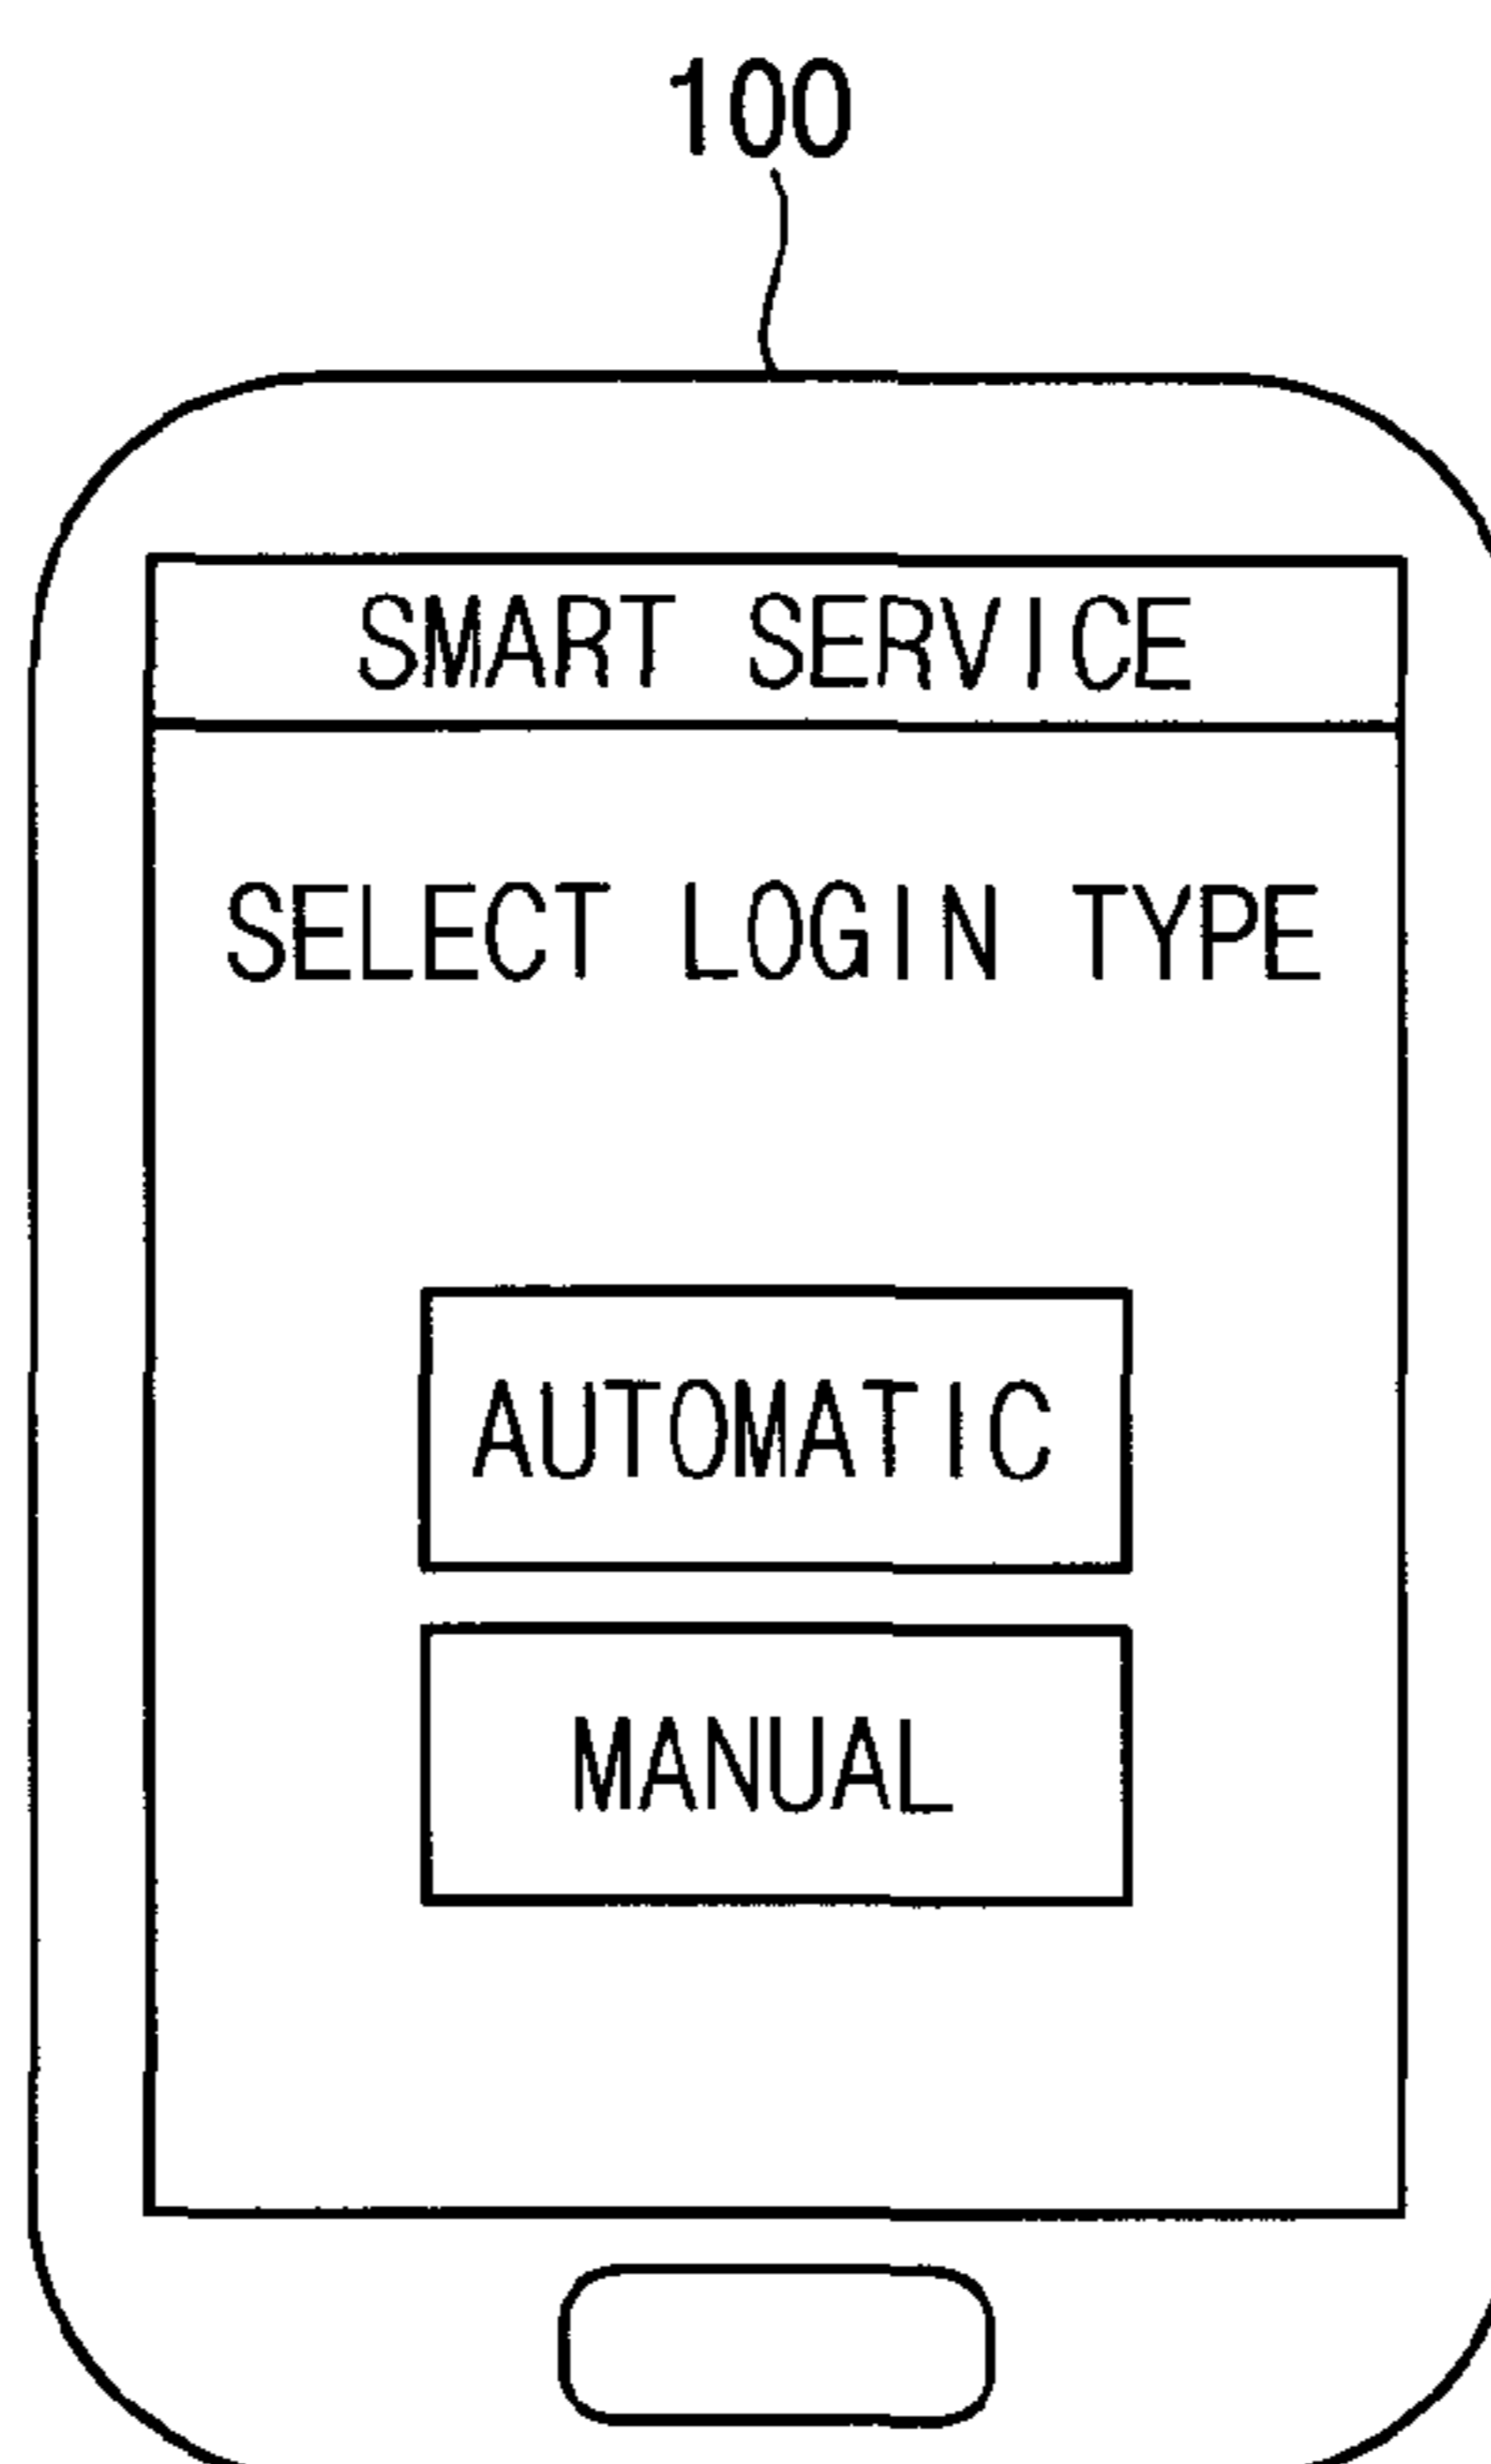 100
SMART SERVICE
SELECT LOGIN TYPE
AUTOMATIC
MANUAL